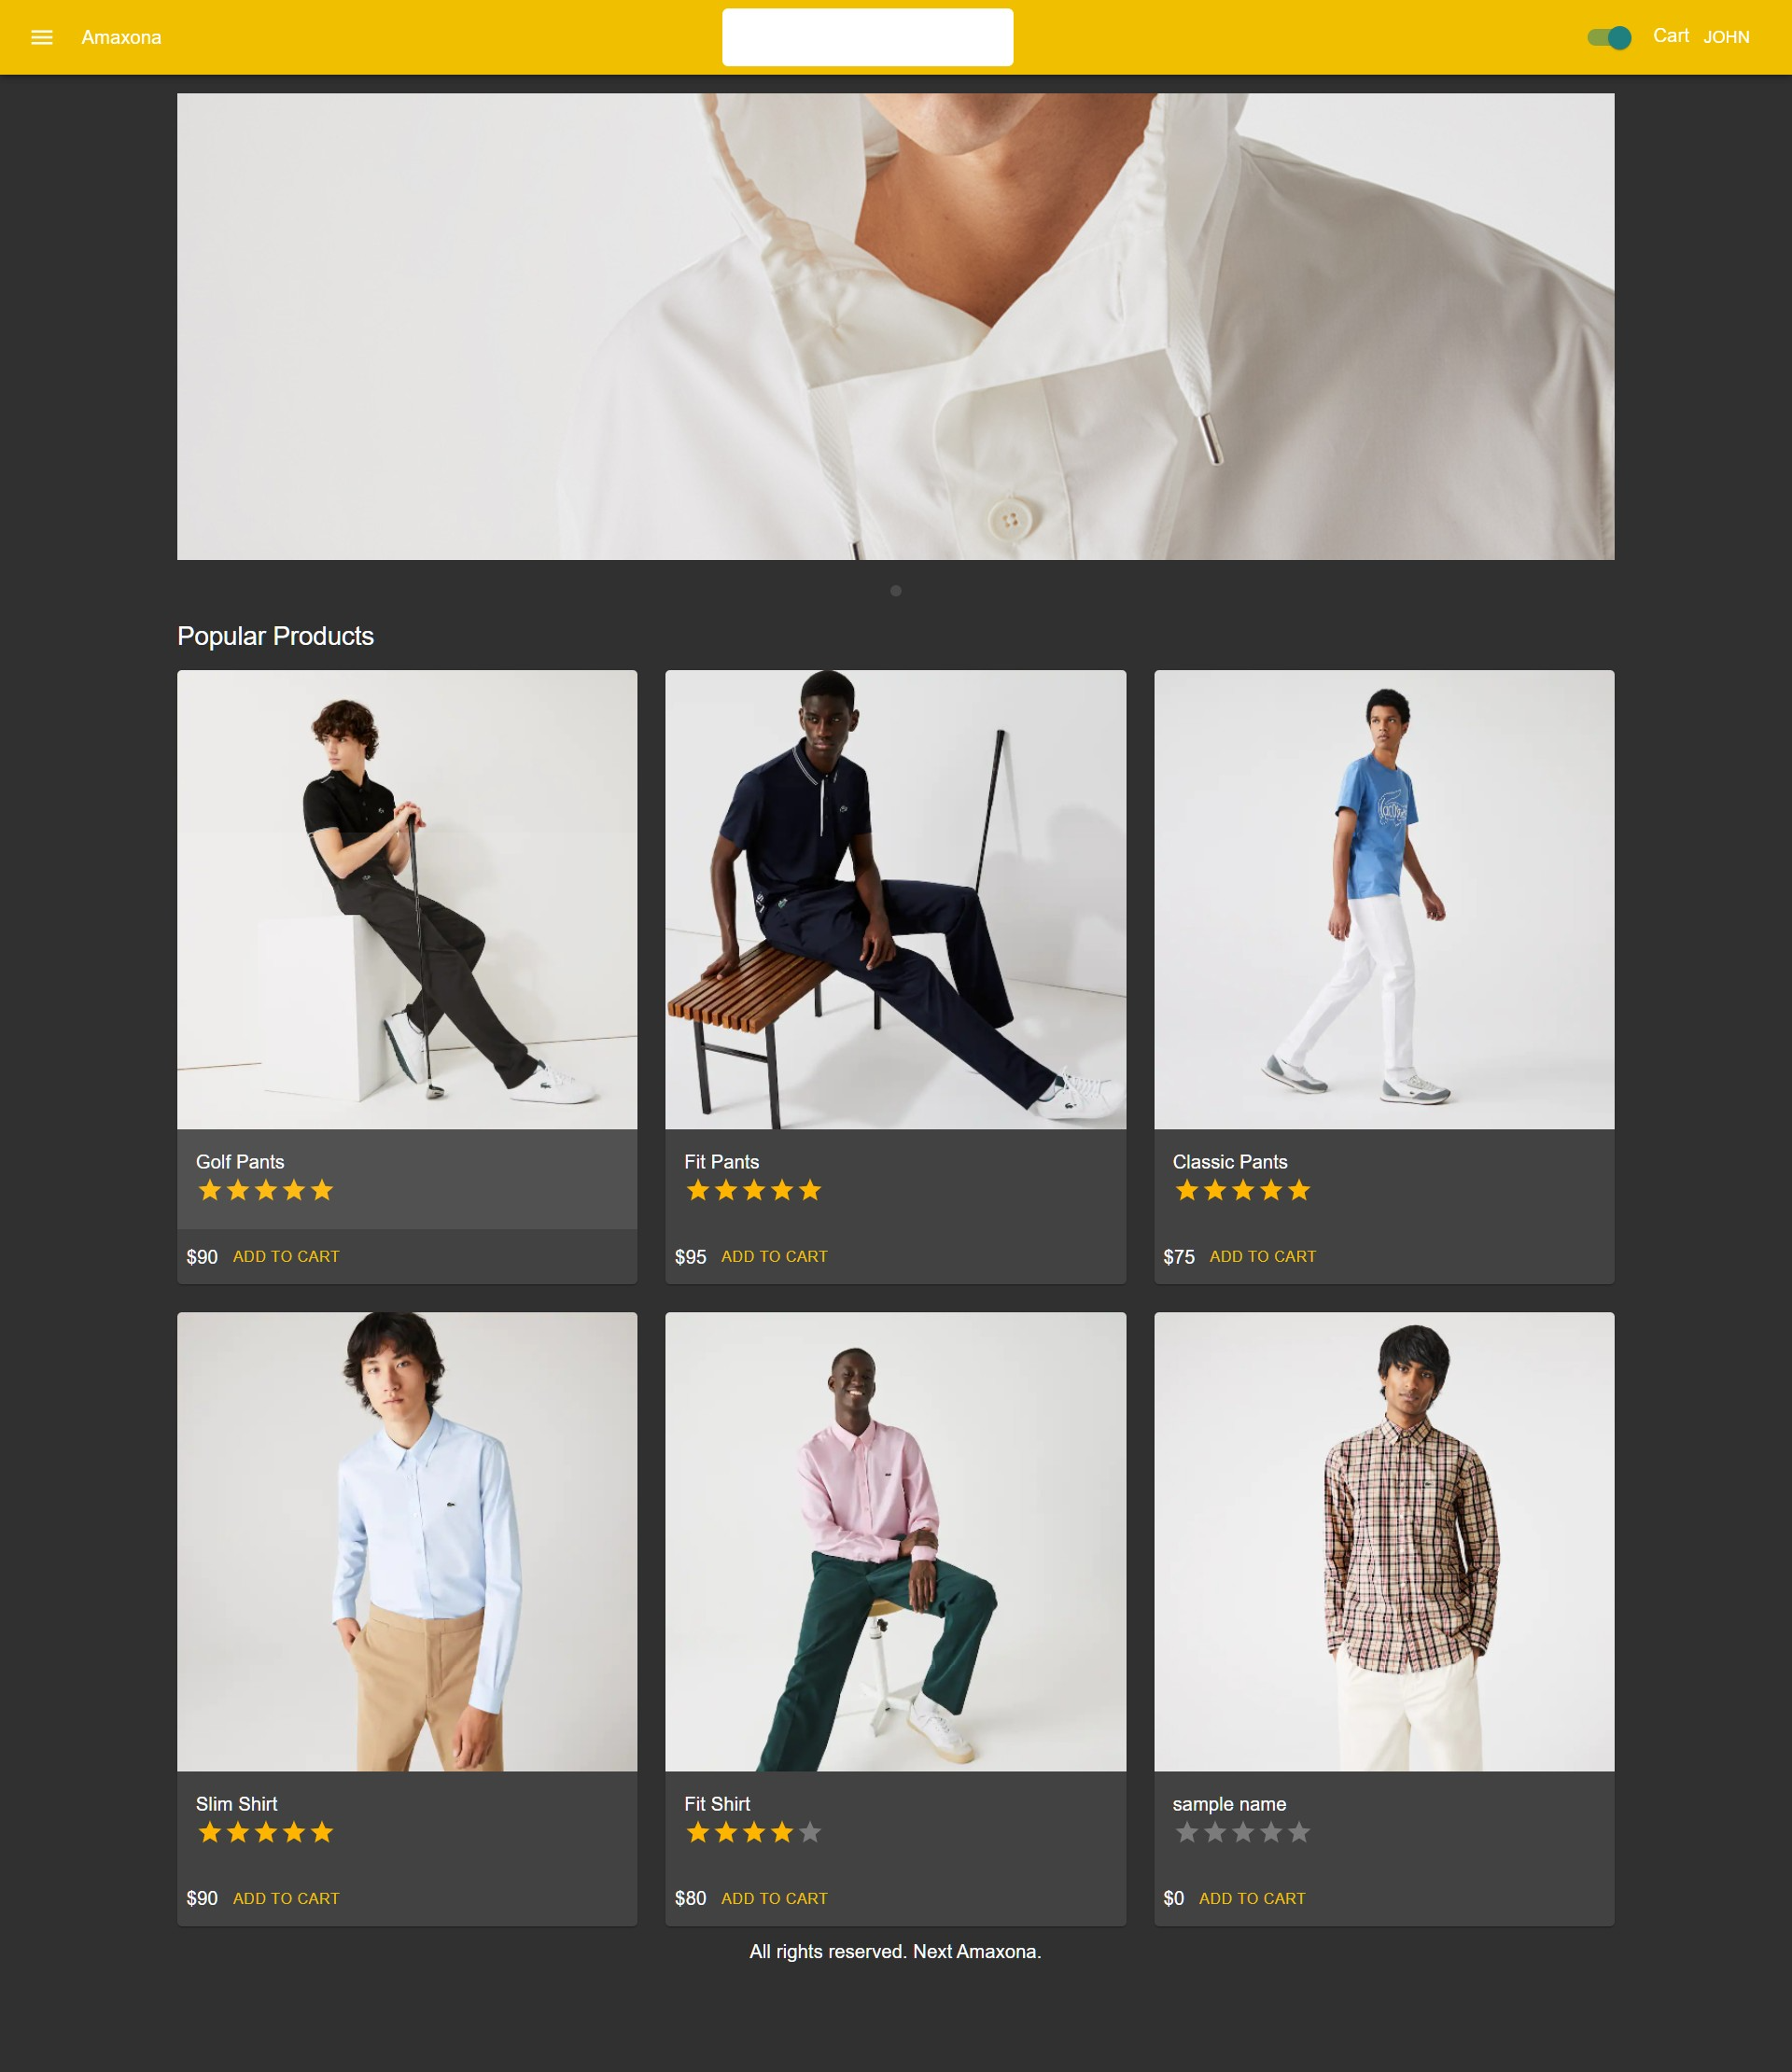 Amaxona
Cart JOHN
Popular Products
Golf Pants
$90 ADD TO CART
Fit Pants
$95 ADD TO CART
Classic Pants
$75 ADD TO CART
Slim Shirt
$90 ADD TO CART
Fit Shirt
$80 ADD TO CART
sample name
$0 ADD TO CART
All rights reserved. Next Amaxona.